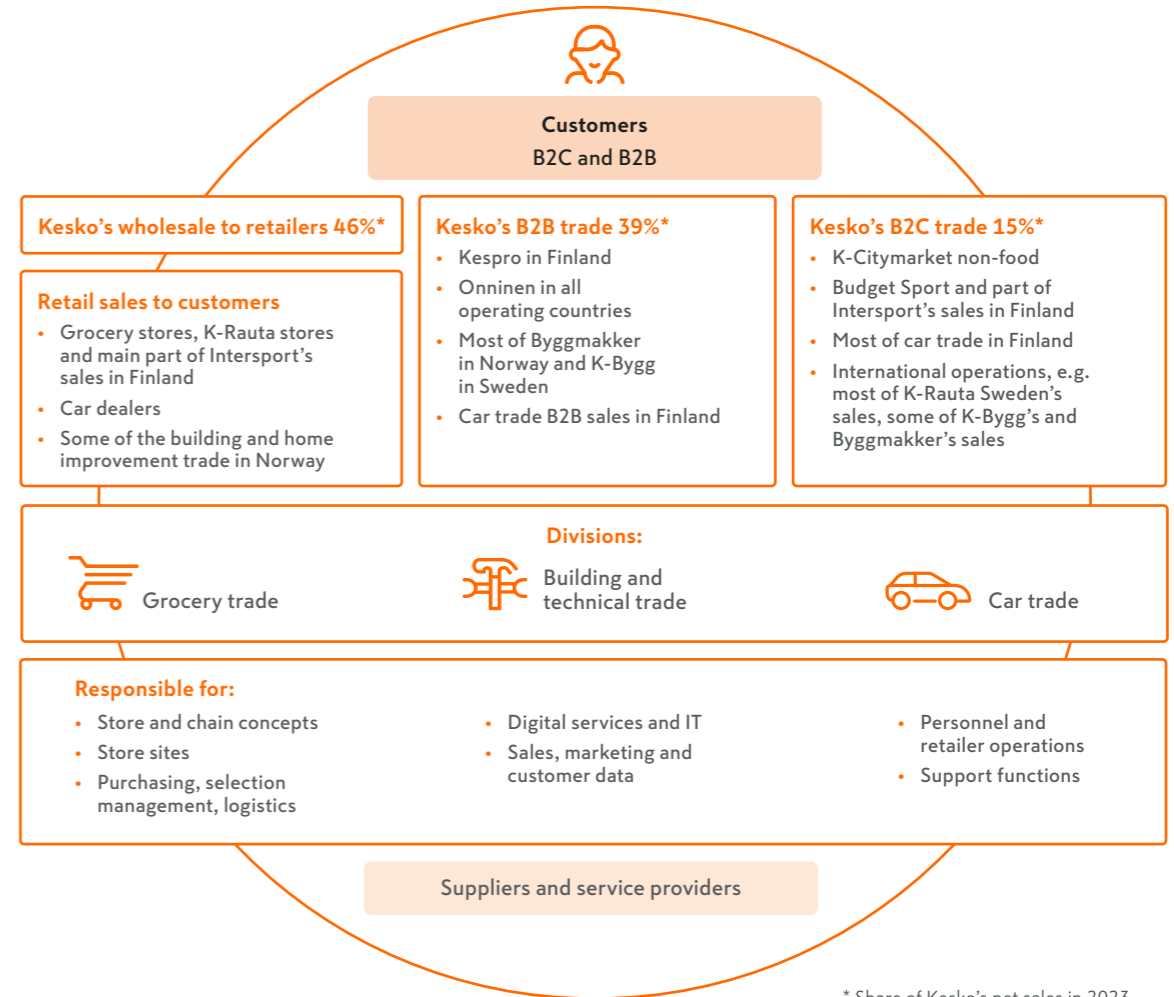 Customers
B2C and B2B
Kesko's wholesale to retailers 46%*
Retail sales to customers
• Grocery stores, K-Rauta stores
and main part of Intersport's
sales in Finland
• Car dealers
• Some of the building and home
improvement trade in Norway
Kesko's B2B trade 39%*
• Kespro in Finland
• Onninen in all
operating countries
• Most of Byggmakker
in Norway and K-Bygg
in Sweden
• Car trade B2B sales in Finland
Kesko's B2C trade 15%*
• K-Citymarket non-food
• Budget Sport and part of
Intersport's sales in Finland
• Most of car trade in Finland
• International operations, e.g.
most of K-Rauta Sweden's
sales, some of K-Bygg's and
Byggmakker's sales
Divisions:
Grocery trade
Building and
technical trade
Car trade
Responsible for:
• Store and chain concepts
• Store sites
• Purchasing, selection
management, logistics
• Digital services and IT
• Sales, marketing and
customer data
• Personnel and
retailer operations
• Support functions
Suppliers and service providers
* Share of Kesko's net sales in 2023